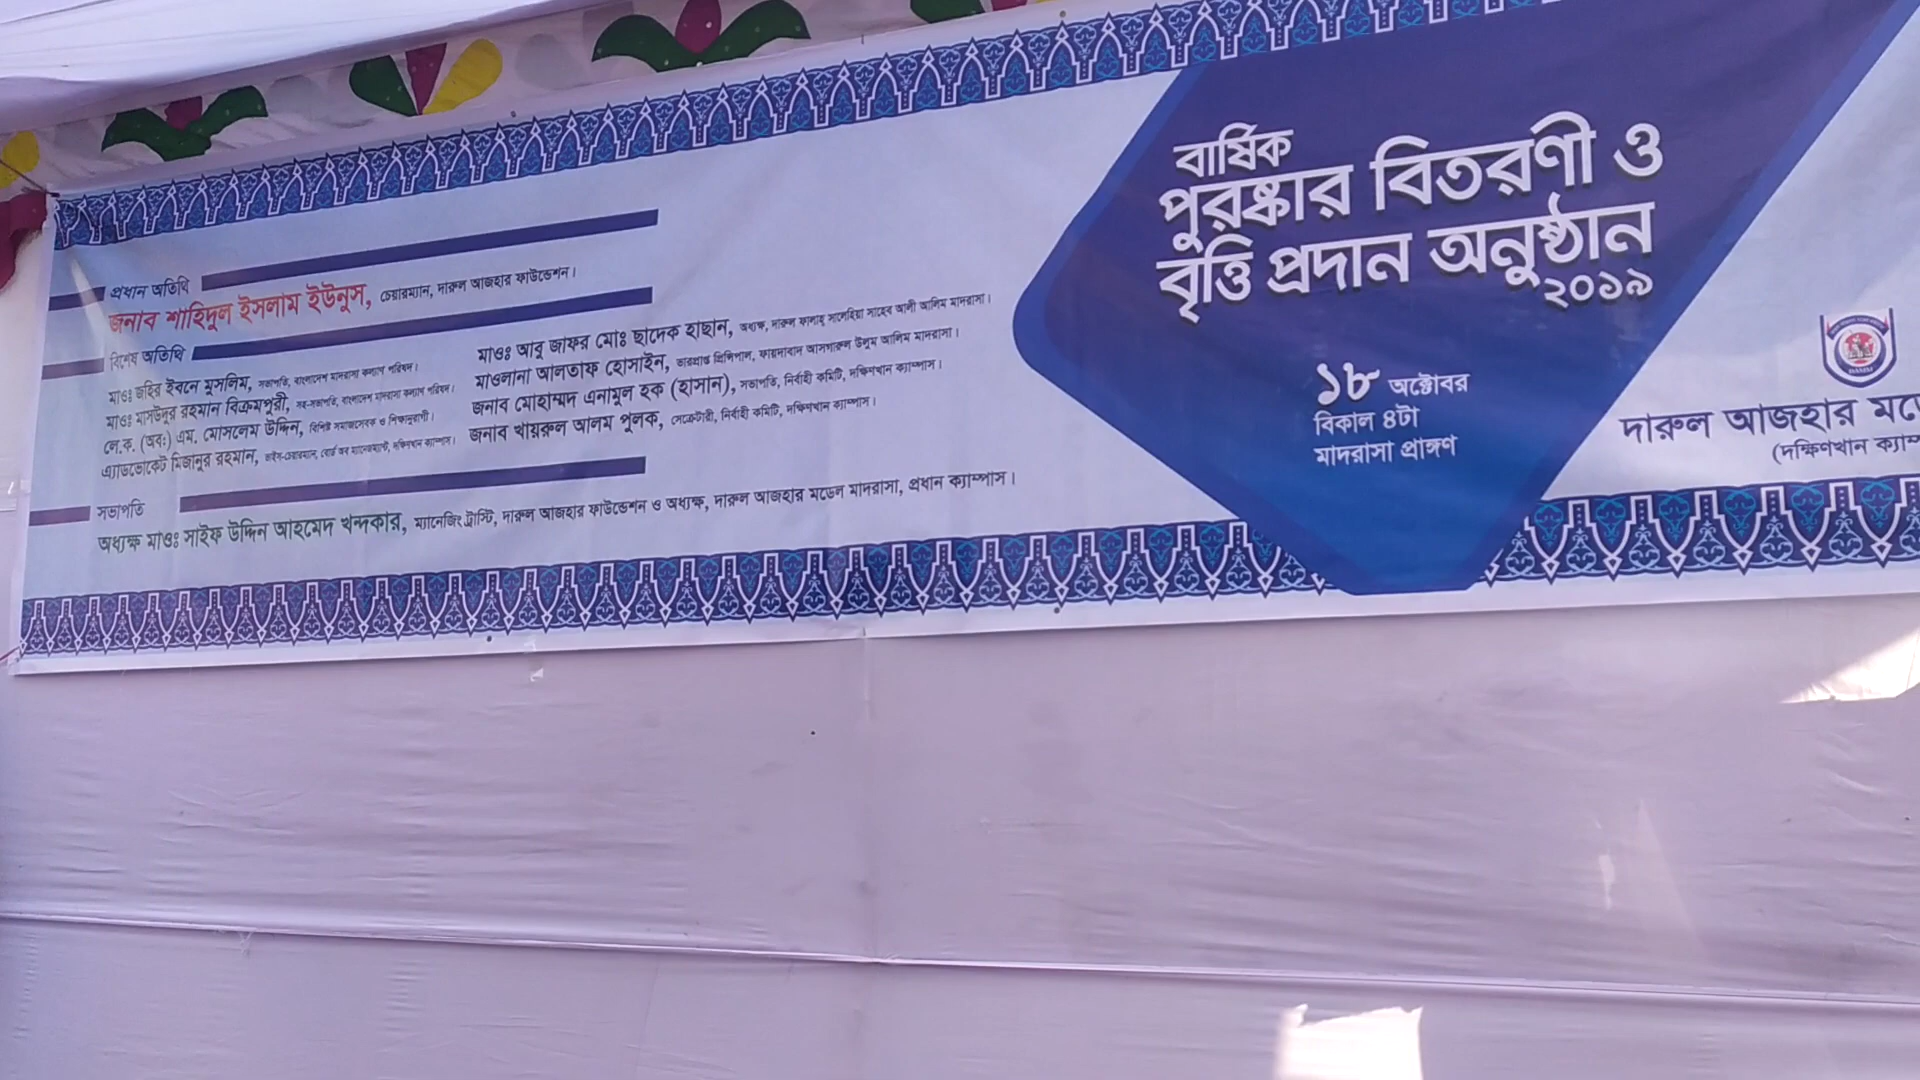 প্রধান অতিথি
জনাব শাহিদুল ইসলাম ইউনুস, চেয়ারম্যান, দারুল আজহার ফাউন্ডেশন।
বিশেষ অতিথি
মাওঃ জহির ইবনে মুসলিম, সভাপতি, বাংলাদেশ মাদরাসা কল্যাণ পরিষদ।
মাওঃ মাসউদুর রহমান বিক্রমপুরী, সহ-সভাপতি, বাংলাদেশ মাদরাসা কল্যাণ পরিষদ।
লে.ক. (অবঃ) এম. মোসলেম উদ্দিন, বিশিষ্ট সমাজসেবক ও শিক্ষানুরাগী।
এ্যাডভোকেট মিজানুর রহমান, ভাইস-চেয়ারম্যান, বোর্ড অব ম্যানেজমেন্ট, দক্ষিণখান ক্যাম্পাস।
মাওঃ আবু জাফর মোঃ ছাদেক হাছান, অধ্যক্ষ, দারুল ফালাহ্ সালেহিয়া সাহেব আলী আলিম মাদরাসা।
মাওলানা আলতাফ হোসাইন, ভারপ্রাপ্ত প্রিন্সিপাল, ফায়দাবাদ আসগারুল উলুম আলিম মাদরাসা।
জনাব মোহাম্মদ এনামুল হক (হাসান), সভাপতি, নির্বাহী কমিটি, দক্ষিণখান ক্যাম্পাস।
জনাব খায়রুল আলম পুলক, সেক্রেটারী, নির্বাহী কমিটি, দক্ষিণখান ক্যাম্পাস।
সভাপতি
অধ্যক্ষ মাওঃ সাইফ উদ্দিন আহমেদ খন্দকার, ম্যানেজিং ট্রাস্টি, দারুল আজহার ফাউন্ডেশন ও অধ্যক্ষ, দারুল আজহার মডেল মাদরাসা, প্রধান ক্যাম্পাস।
বার্ষিক
পুরষ্কার বিতরণী ও
বৃত্তি প্রদান অনুষ্ঠান
২০১৯
১৮ অক্টোবর
বিকাল ৪টা
মাদরাসা প্রাঙ্গণ
দারুল আজহার মডে
(দক্ষিণখান ক্যাম্প